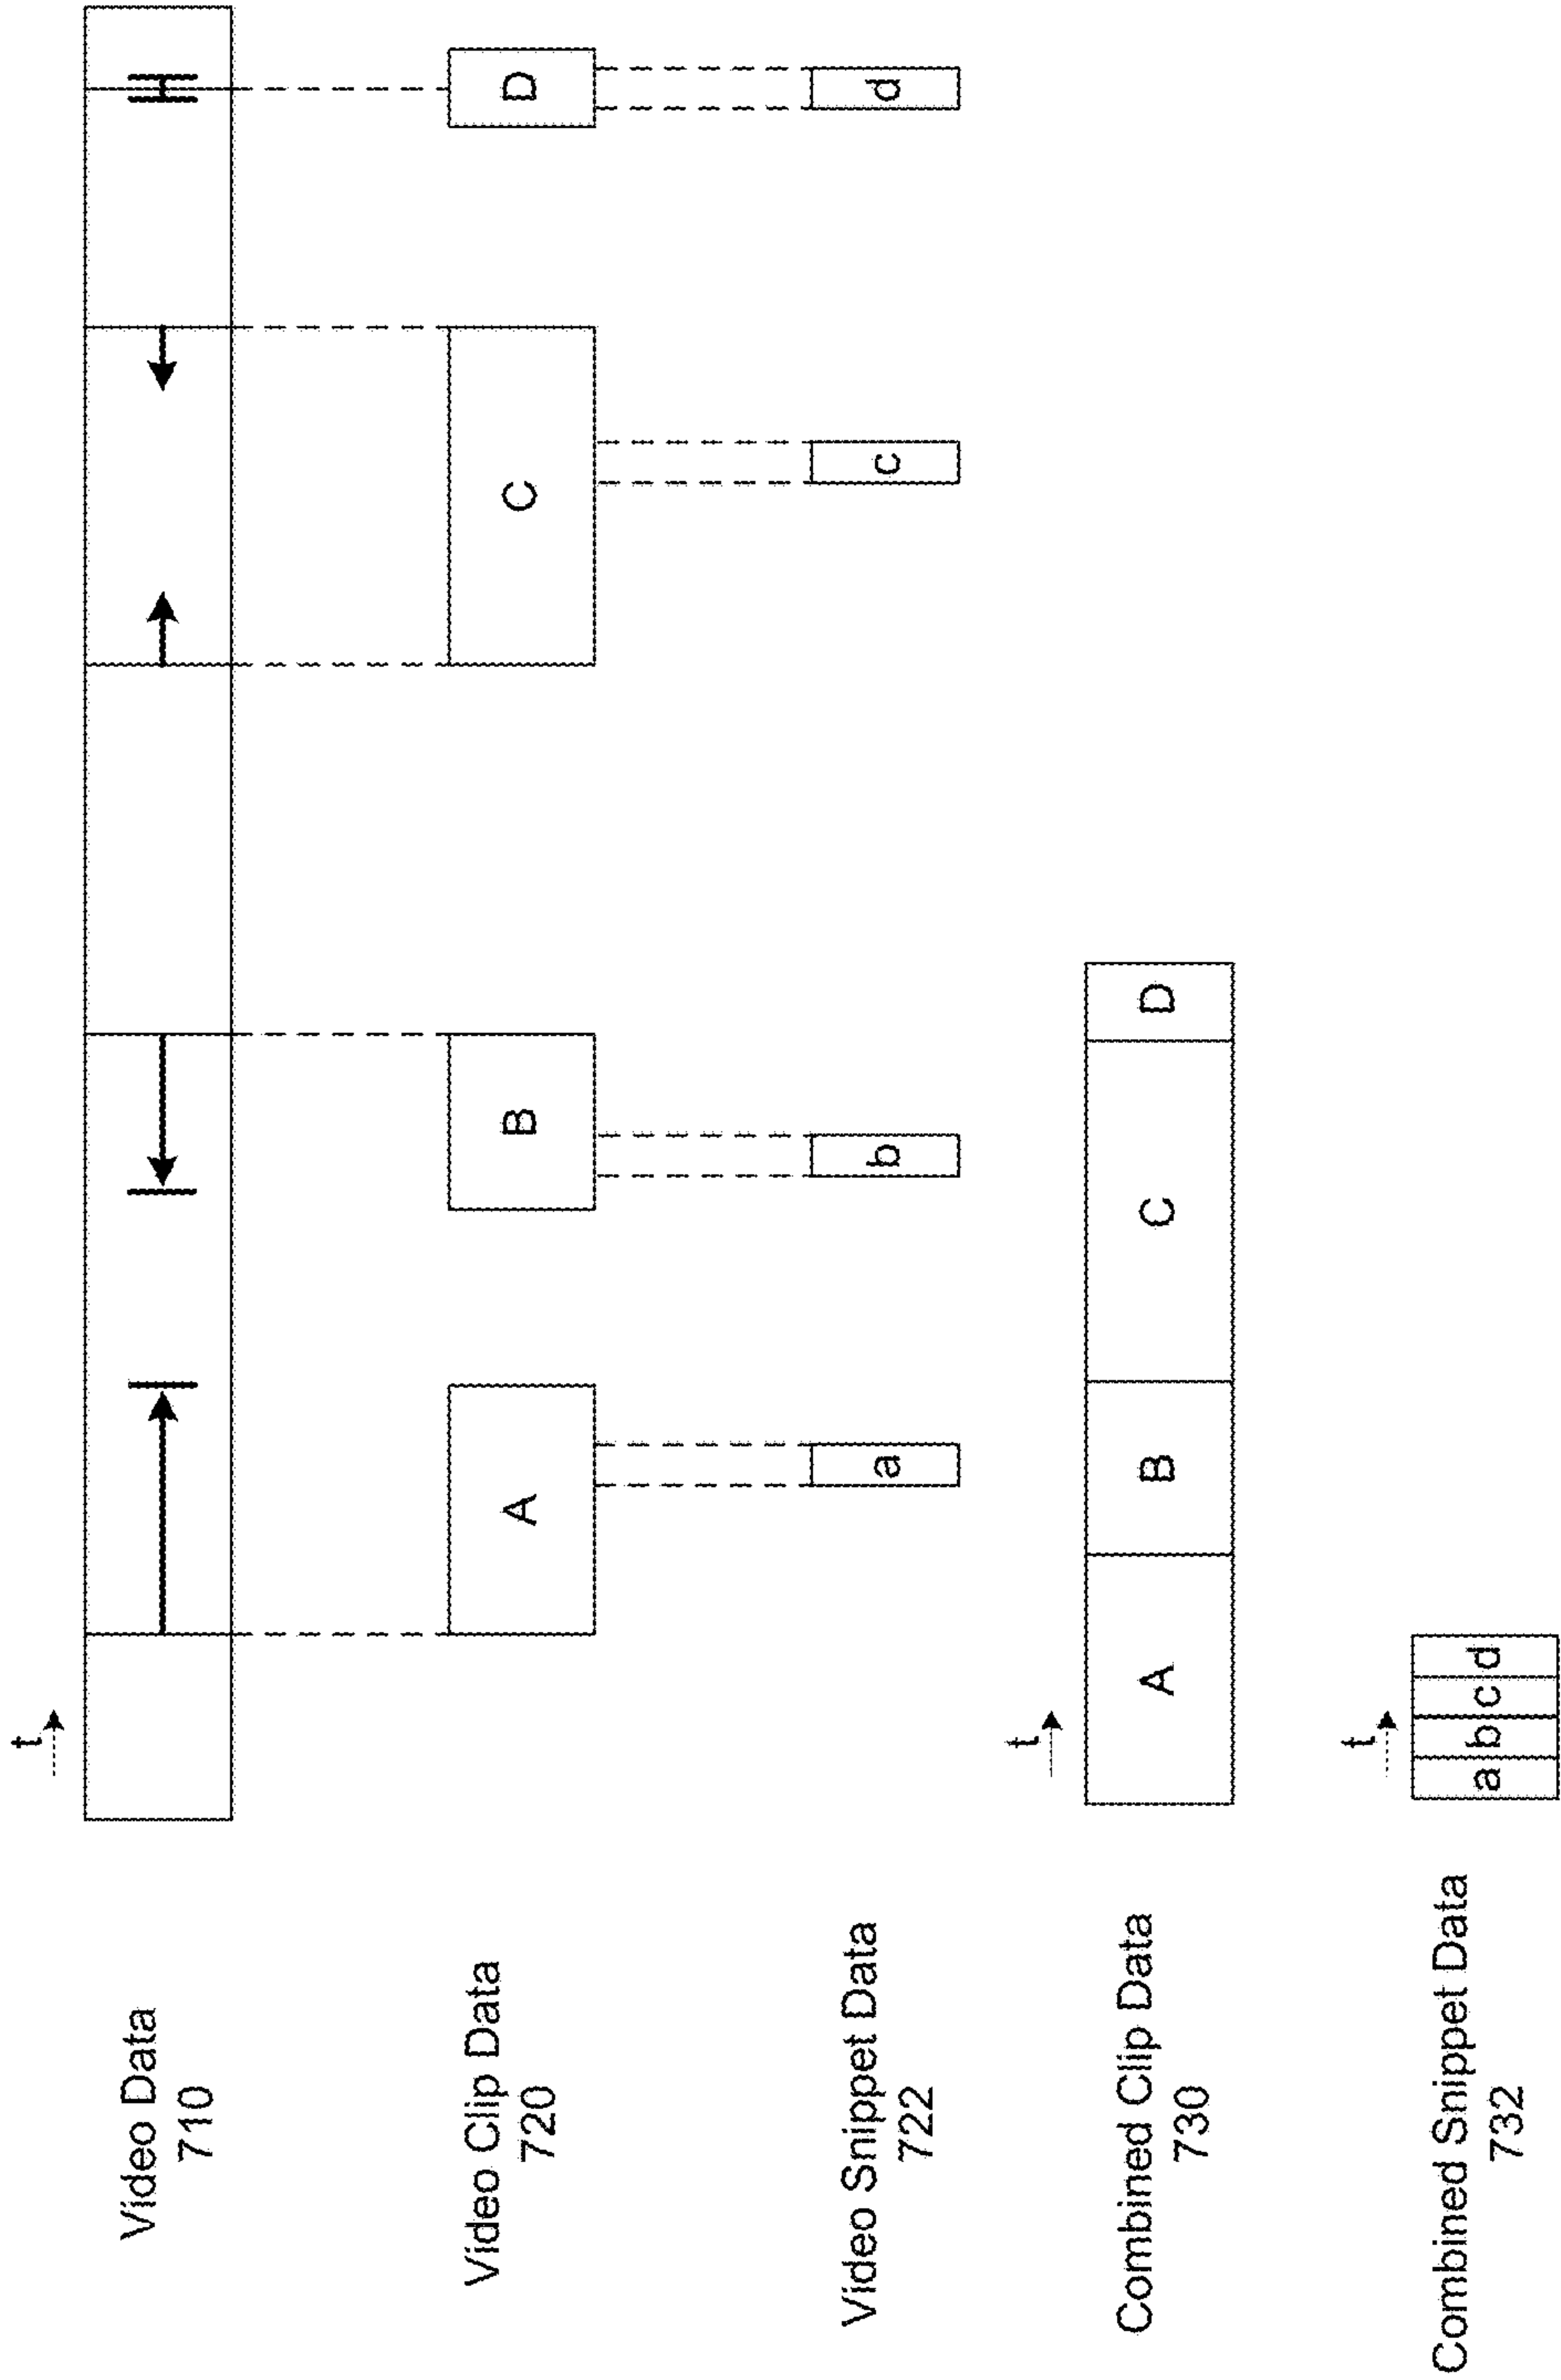 t
Video Data
710
Video Clip Data
720
A
B
C
D
Video Snippet Data
722
a
b
c
d
t
Combined Clip Data
730
A
B
C
D
t
Combined Snippet Data
732
a
b
c
d